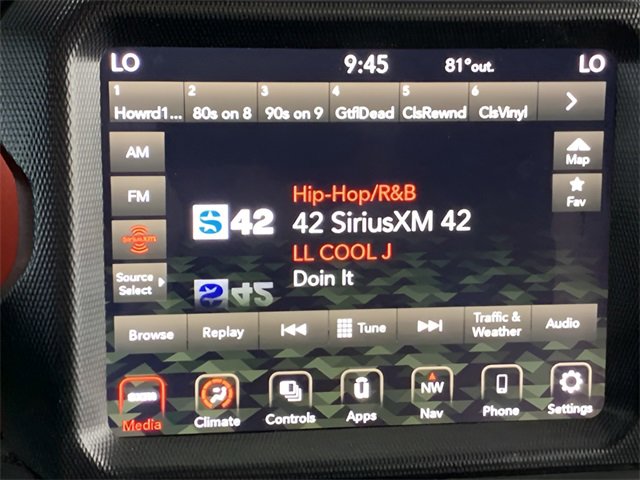 LO 9:45 81°out. LO
1 2 3 4 5 6
Howrd1... 80s on 8 90s on 9 GtflDead ClsRewnd ClsVinyl
AM
Map
FM
Fav
Hip-Hop/R&B
S 42 42 SiriusXM 42
SiriusXM
LL COOL J
Source
Select
Doin It
Browse Replay Tune Traffic &
Weather Audio
NW
Media Climate Controls Apps Nav Phone Settings